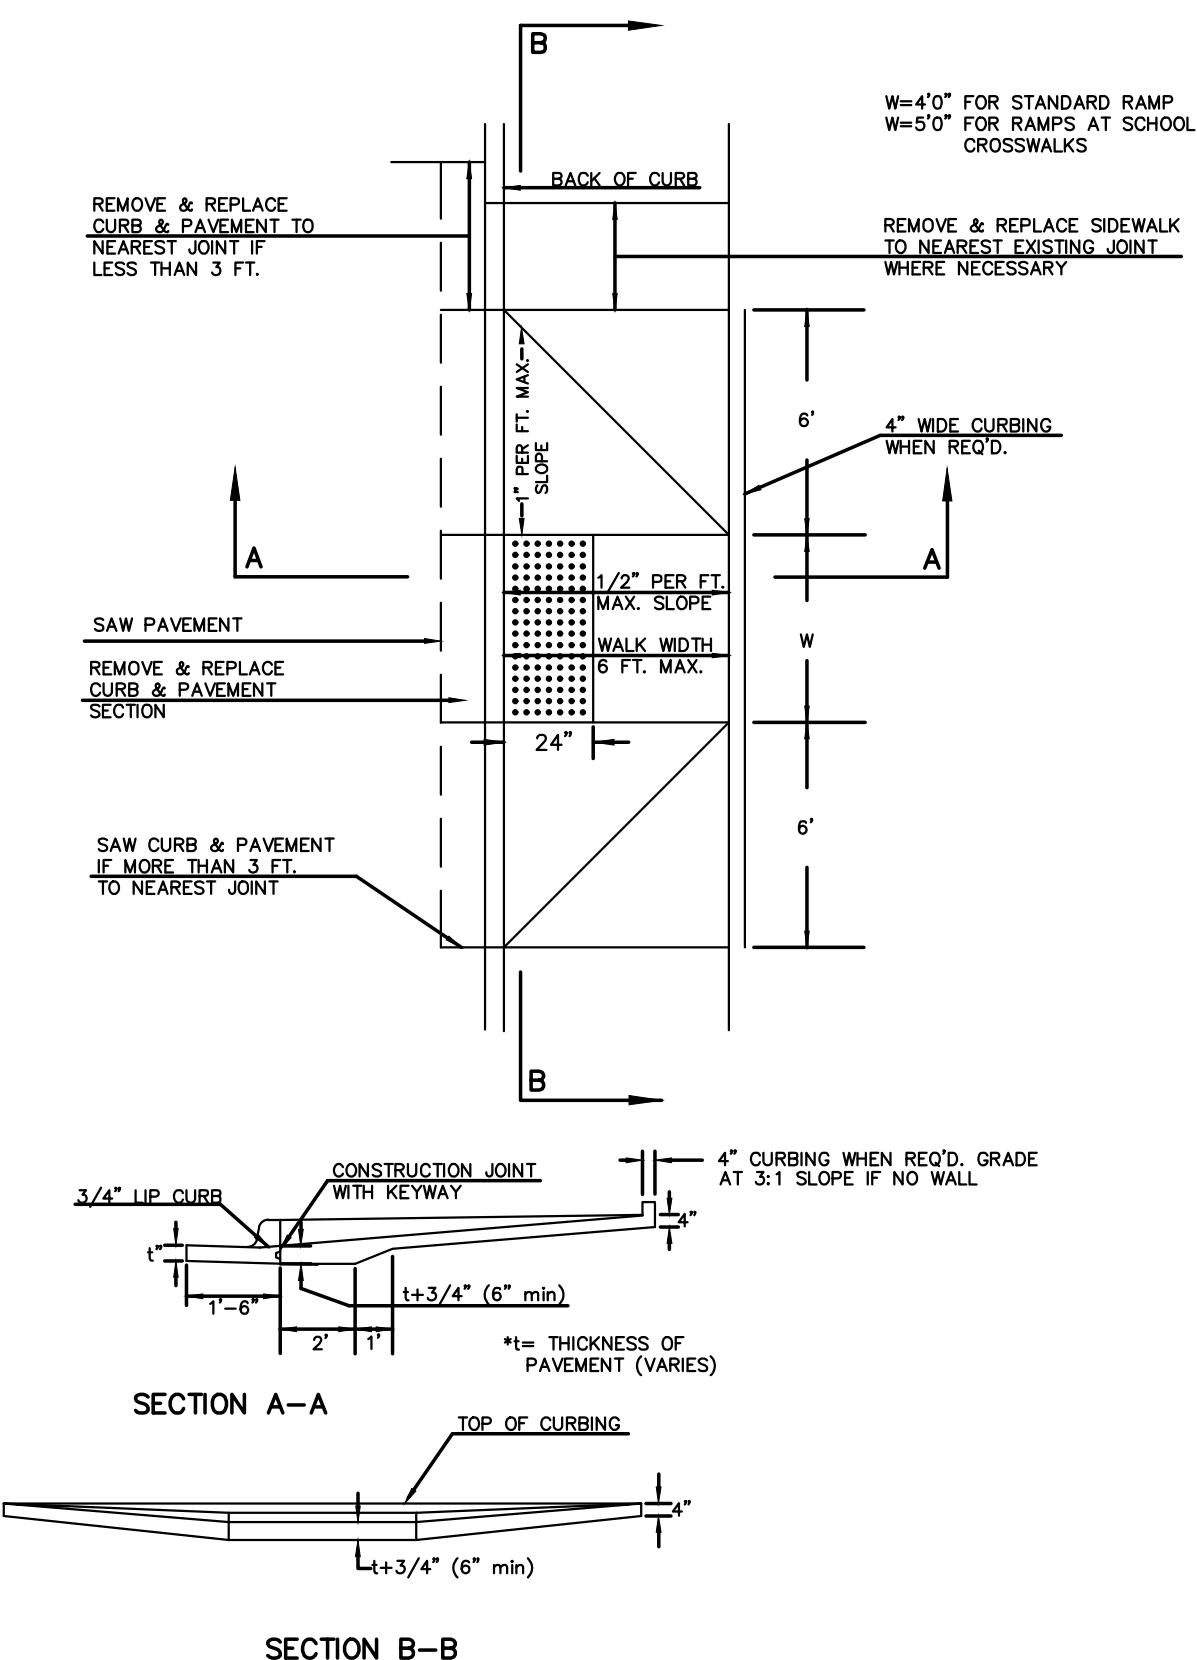 B
W=4'0" FOR STANDARD RAMP
W=5'0" FOR RAMPS AT SCHOOL
CROSSWALKS
BACK OF CURB
REMOVE & REPLACE
CURB & PAVEMENT TO
NEAREST JOINT IF
LESS THAN 3 FT.
REMOVE & REPLACE SIDEWALK
TO NEAREST EXISTING JOINT
WHERE NECESSARY
1" PER FT. MAX.
SLOPE
6'
4" WIDE CURBING
WHEN REQ'D.
A
A
1/2" PER FT.
MAX. SLOPE
SAW PAVEMENT
WALK WIDTH
6 FT. MAX.
W
REMOVE & REPLACE
CURB & PAVEMENT
SECTION
24"
6'
SAW CURB & PAVEMENT
IF MORE THAN 3 FT.
TO NEAREST JOINT
B
4" CURBING WHEN REQ'D. GRADE
AT 3:1 SLOPE IF NO WALL
CONSTRUCTION JOINT
WITH KEYWAY
3/4" LIP CURB
4"
t"
1'-6"
t+3/4" (6" min)
2'
1'
*t= THICKNESS OF
PAVEMENT (VARIES)
SECTION A-A
TOP OF CURBING
4"
t+3/4" (6" min)
SECTION B-B